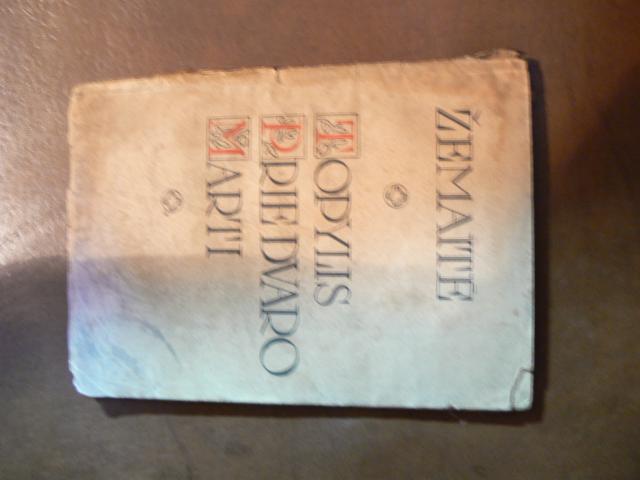 ŽEMAITĖ
TOPYLIS
PRIE DVARO
MARTI